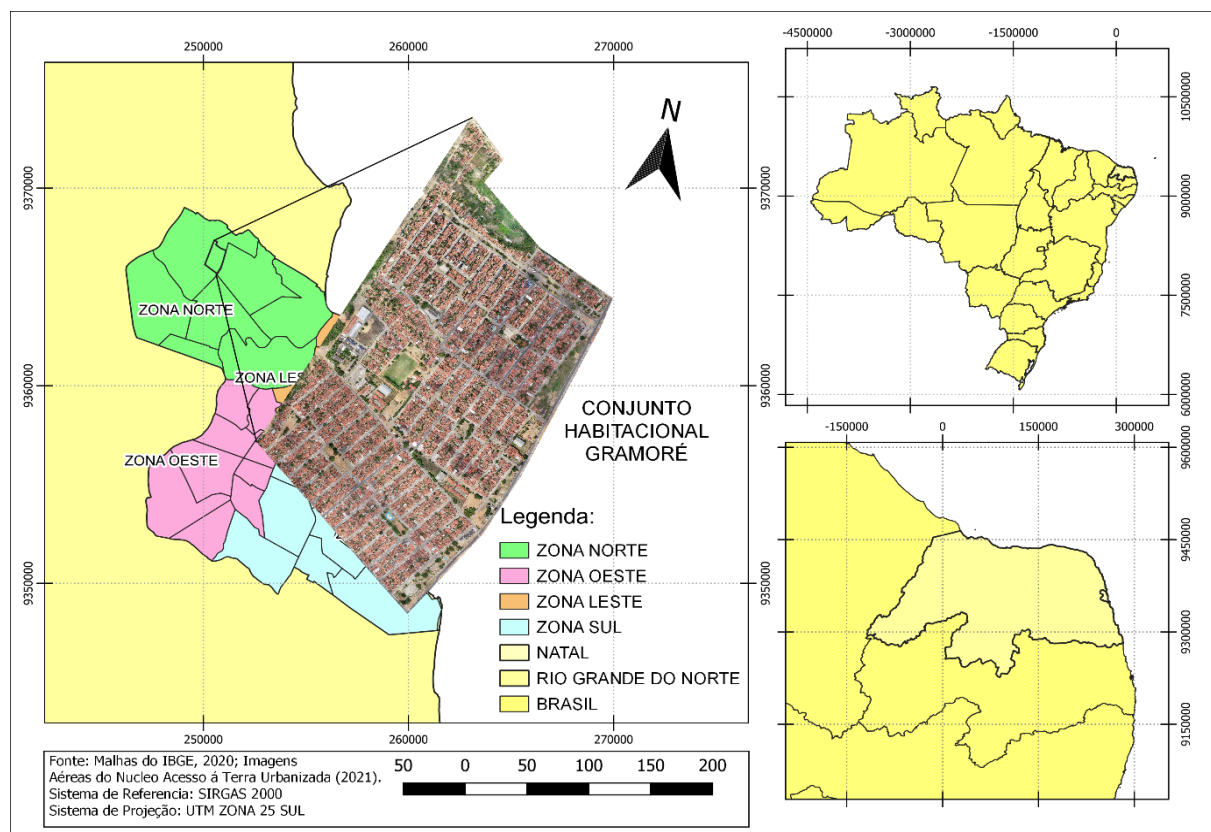 250000 260000 270000
9370000
9360000
9350000
ZONA NORTE
ZONA LES
ZONA OESTE
N
CONJUNTO
HABITACIONAL
GRAMORÉ
Legenda:
ZONA NORTE
ZONA OESTE
ZONA LESTE
ZONA SUL
NATAL
RIO GRANDE DO NORTE
BRASIL
9370000
9360000
9350000
250000 260000 270000
Fonte: Malhas do IBGE, 2020; Imagens
Aéreas do Nucleo Acesso á Terra Urbanizada (2021).
Sistema de Referencia: SIRGAS 2000
Sistema de Projeção: UTM ZONA 25 SUL
50 0 50 100 150 200
-4500000 -3000000 -1500000 0
10500000
9000000
7500000
6000000
-150000 0 150000 300000
9600000
9450000
9300000
9150000